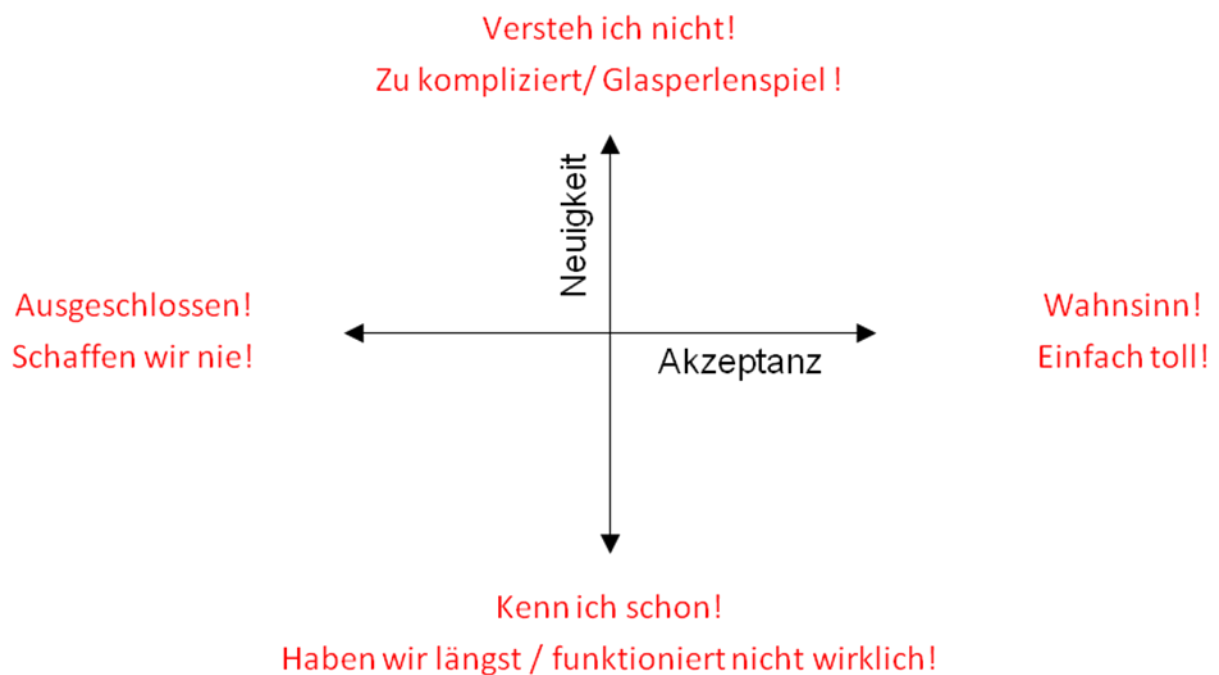 Versteh ich nicht!
Zu kompliziert/ Glasperlenspiel !
Neuigkeit
Ausgeschlossen!
Schaffen wir nie!
Akzeptanz
Wahnsinn!
Einfach toll!
Kenn ich schon!
Haben wir längst / funktioniert nicht wirklich!